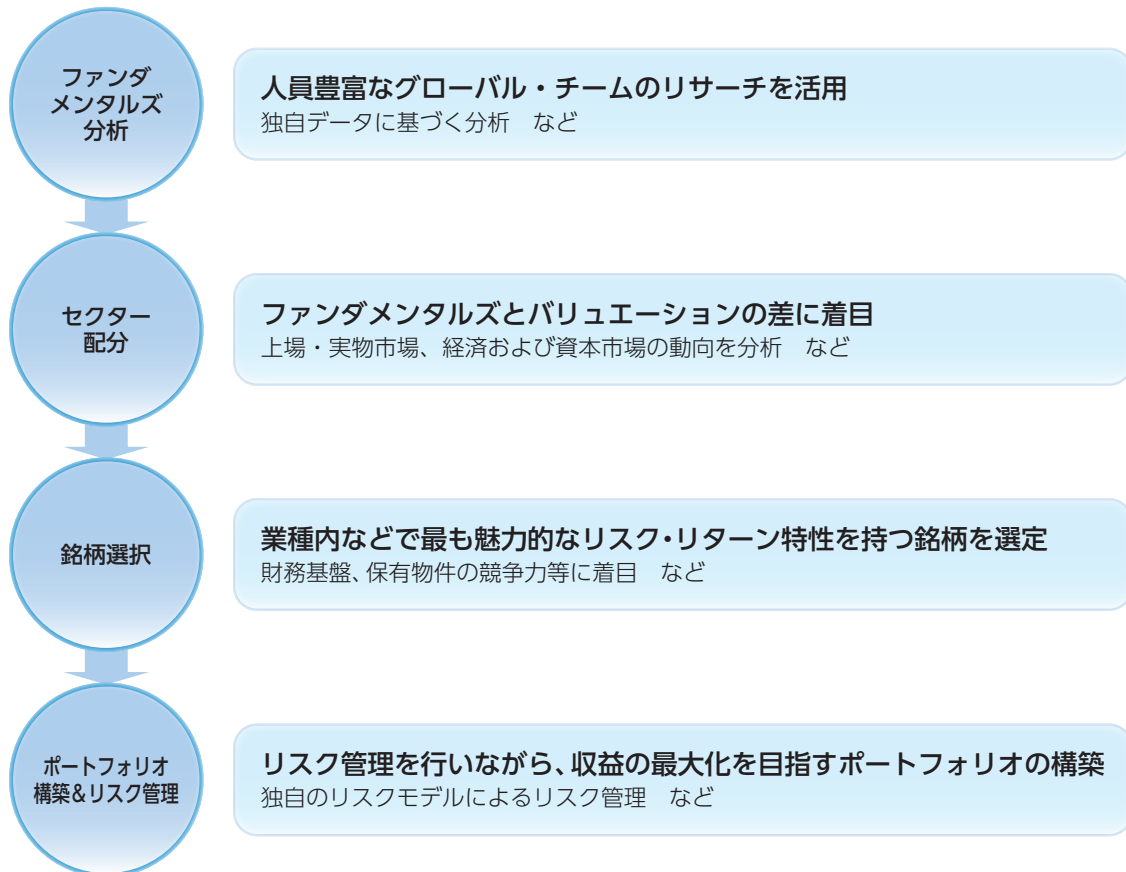 ファンダ
メンタルズ
分析
人員豊富なグローバル・チームのリサーチを活用
独自データに基づく分析　など
セクター
配分
ファンダメンタルズとバリュエーションの差に着目
上場・実物市場、経済および資本市場の動向を分析　など
銘柄選択
業種内などで最も魅力的なリスク・リターン特性を持つ銘柄を選定
財務基盤、保有物件の競争力等に着目　など
ポートフォリオ
構築&リスク管理
リスク管理を行いながら、収益の最大化を目指すポートフォリオの構築
独自のリスクモデルによるリスク管理　など